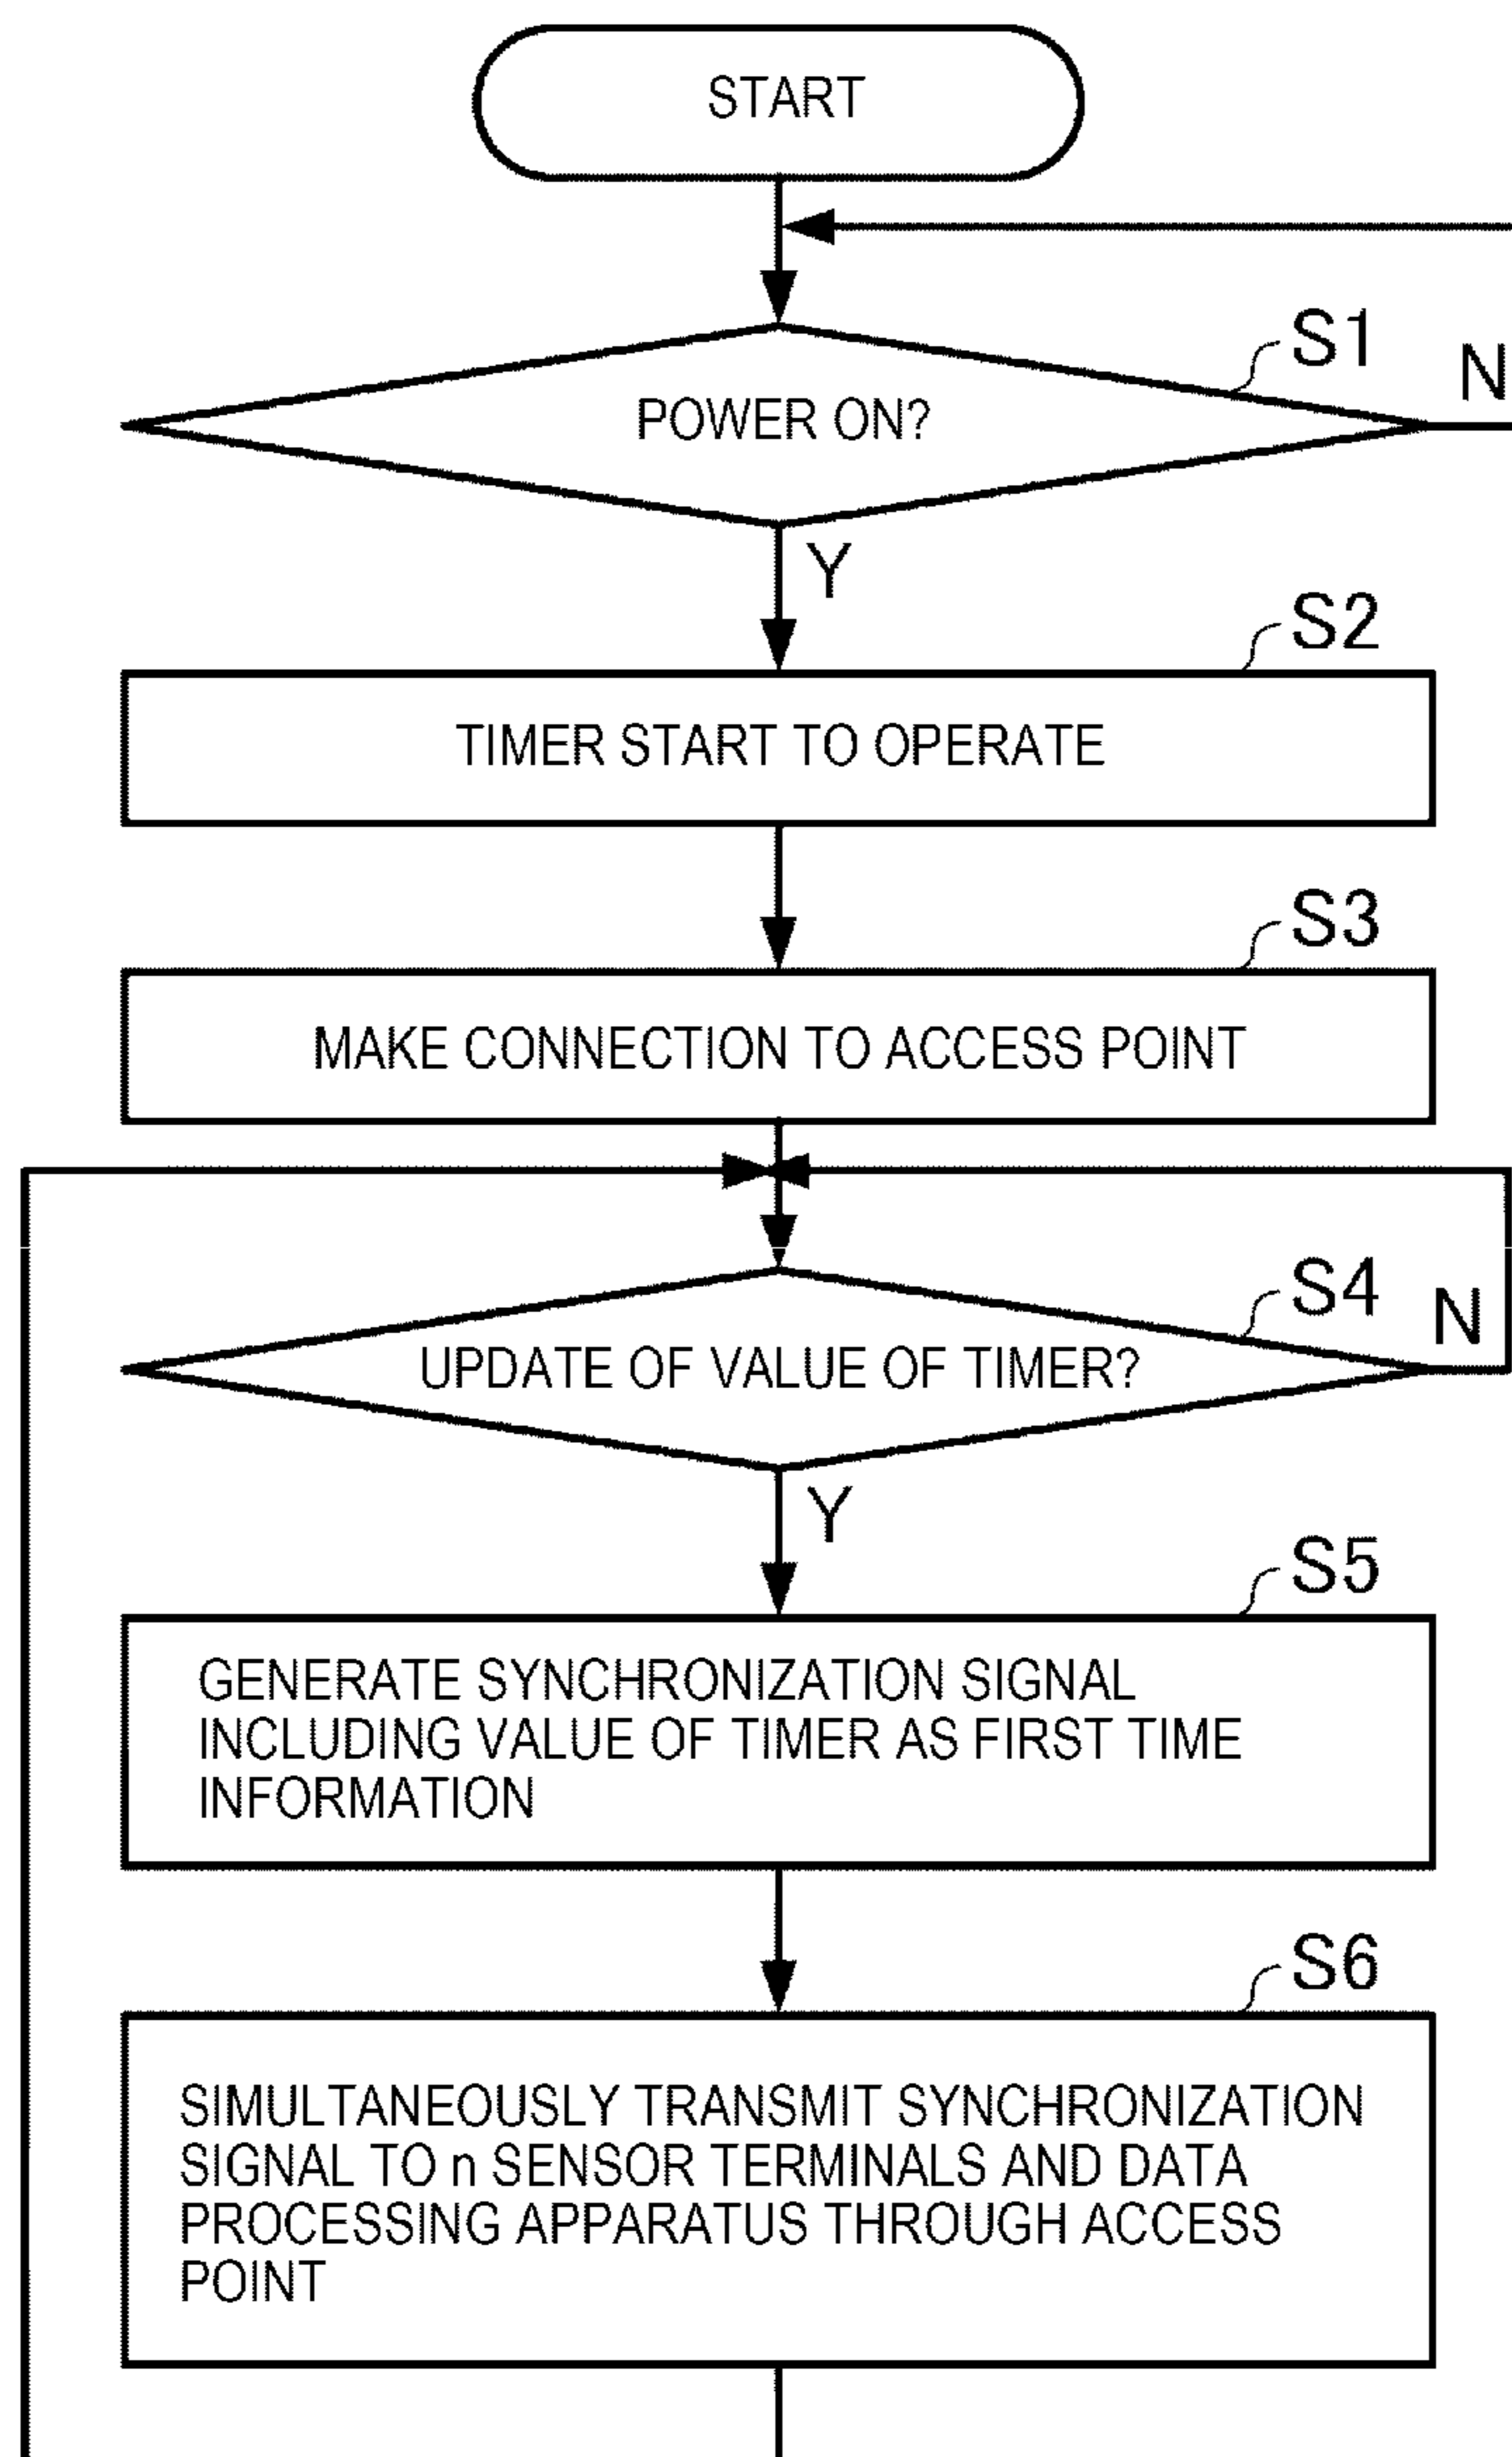 START
S1
N
POWER ON?
Y
S2
TIMER START TO OPERATE
S3
MAKE CONNECTION TO ACCESS POINT
S4
N
UPDATE OF VALUE OF TIMER?
Y
S5
GENERATE SYNCHRONIZATION SIGNAL
INCLUDING VALUE OF TIMER AS FIRST TIME
INFORMATION
S6
SIMULTANEOUSLY TRANSMIT SYNCHRONIZATION
SIGNAL TO n SENSOR TERMINALS AND DATA
PROCESSING APPARATUS THROUGH ACCESS
POINT